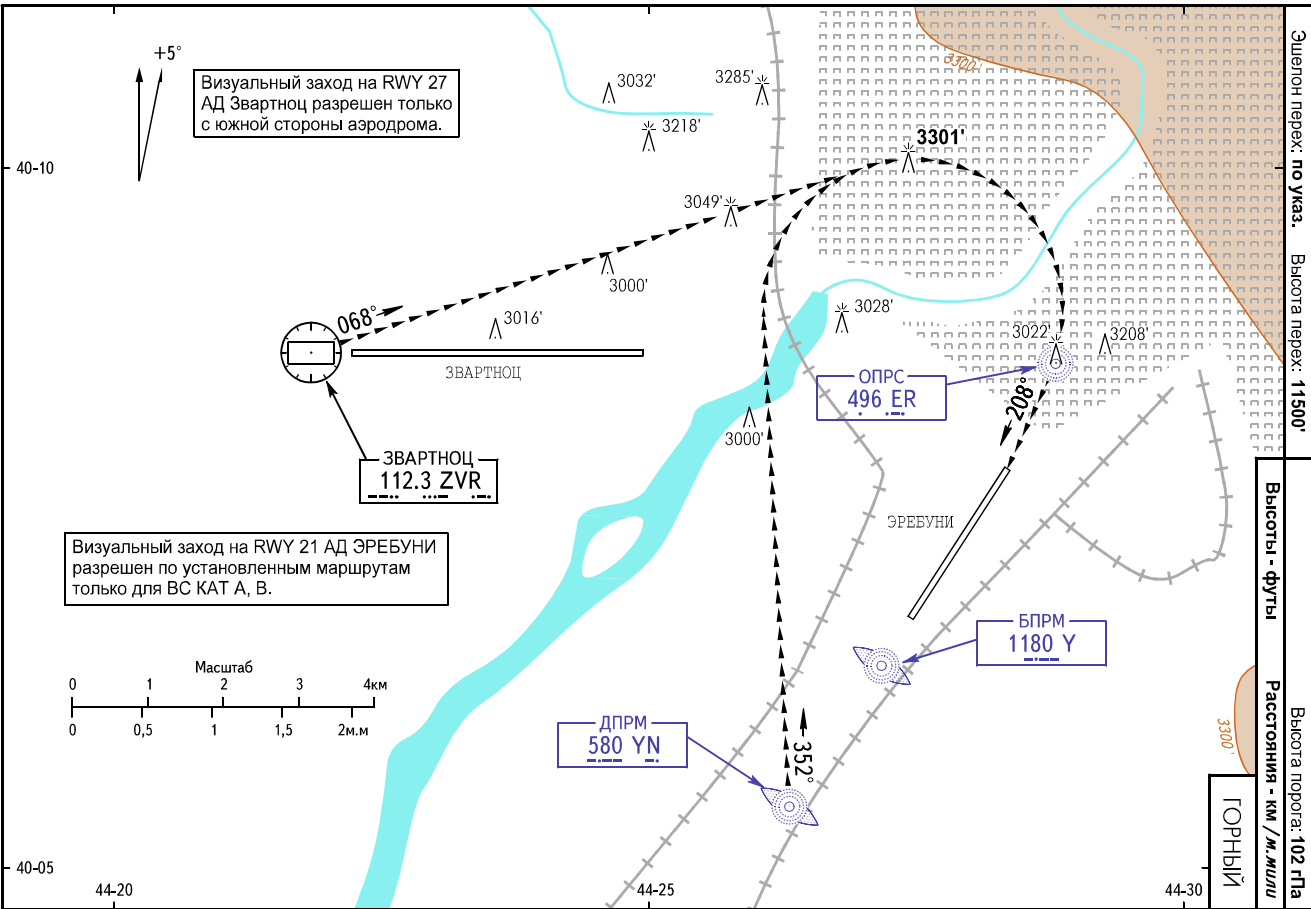 +5°
Визуальный заход на RWY 27
АД Звартноц разрешен только
с южной стороны аэродрома.
3032'
3285'
3218'
3300'
3301'
40-10
3049'
3000'
068°
3016'
3028'
3022'
3208'
ЗВАРТНОЦ
ОПРС
496 ER
208°
3000'
ЗВАРТНОЦ
112.3 ZVR
ЭРЕБУНИ
Визуальный заход на RWY 21 АД ЭРЕБУНИ
разрешен по установленным маршрутам
только для ВС КАТ А, В.
БПРМ
1180 Y
Масштаб
0 1 2 3 4км
0 0,5 1 1,5 2м.м
ДПРМ
580 YN
352°
3300'
40-05
44-20
44-25
44-30
Эшелон перех: по указ. Высота перех: 11500'
Высоты - футы Расстояния - км / м.мили
Высота порога: 102 гПа
ГОРНЫЙ